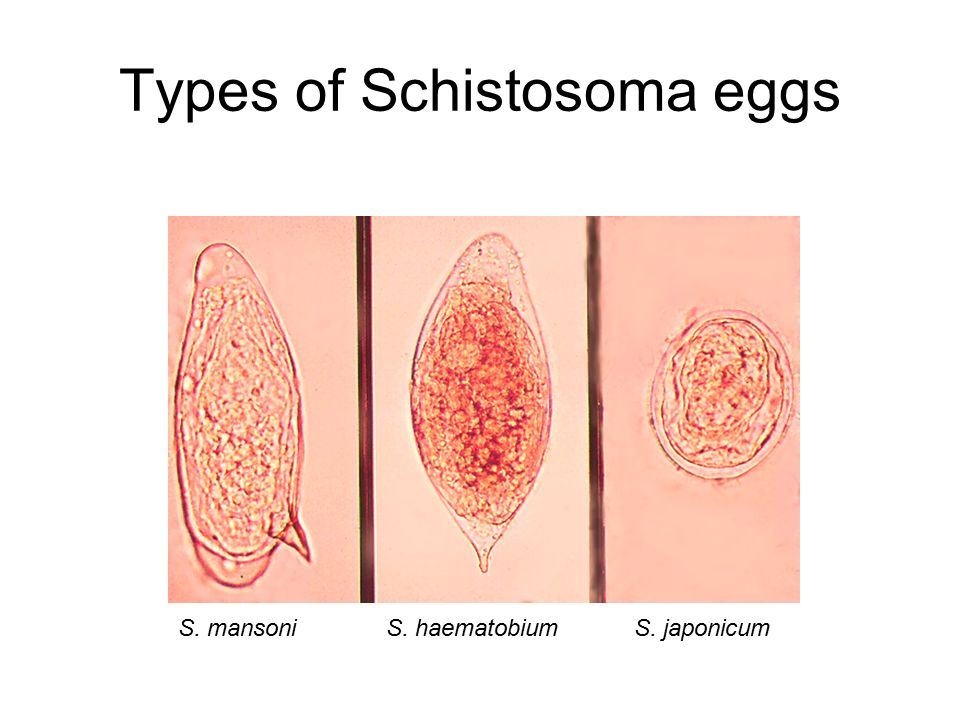 Types of Schistosoma eggs
S. mansoni S. haematobium S. japonicum